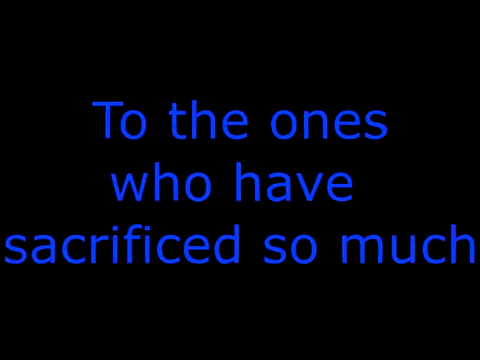 To the ones
who have
sacrificed so much